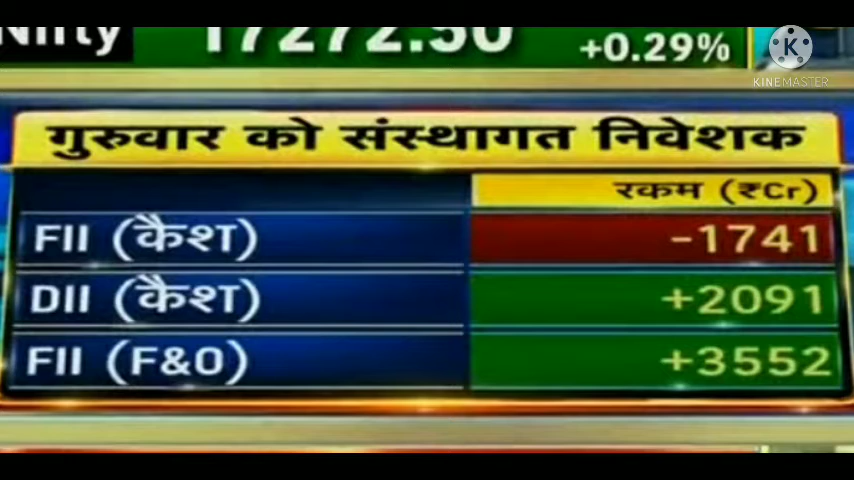 Nifty 17272.50 +0.29%
KINEMASTER
गुरुवार को संस्थागत निवेशक
रकम (₹Cr)
FII (कैश) -1741
DII (कैश) +2091
FII (F&O) +3552